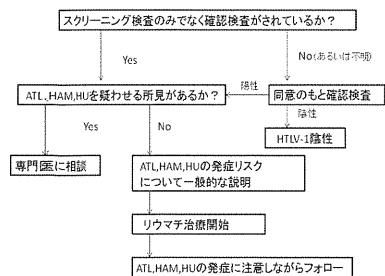 スクリーニング検査のみでなく確認検査がされているか?
Yes
No(あるいは不明)
ATL、HAM,HUを疑わせる所見があるか?
陰性
同意のもと確認検査
陰性
Yes
No
HTLV-1陰性
専門医に相談
ATL,HAM,HUの発症リスク
について一般的な説明
リウマチ治療開始
ATL,HAM,HUの発症に注意しながらフォロー